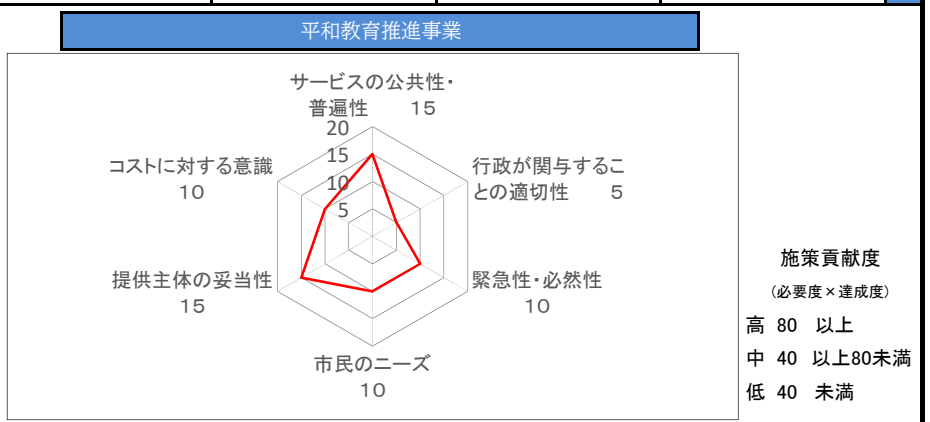 平和教育推進事業
サービスの公共性・
普遍性　15
20
15
10
5
行政が関与するこ
との適切性　5
緊急性・必然性
10
市民のニーズ
10
提供主体の妥当性
15
コストに対する意識
10
施策貢献度
(必要度×達成度)
高 80 以上
中 40 以上80未満
低 40 未満